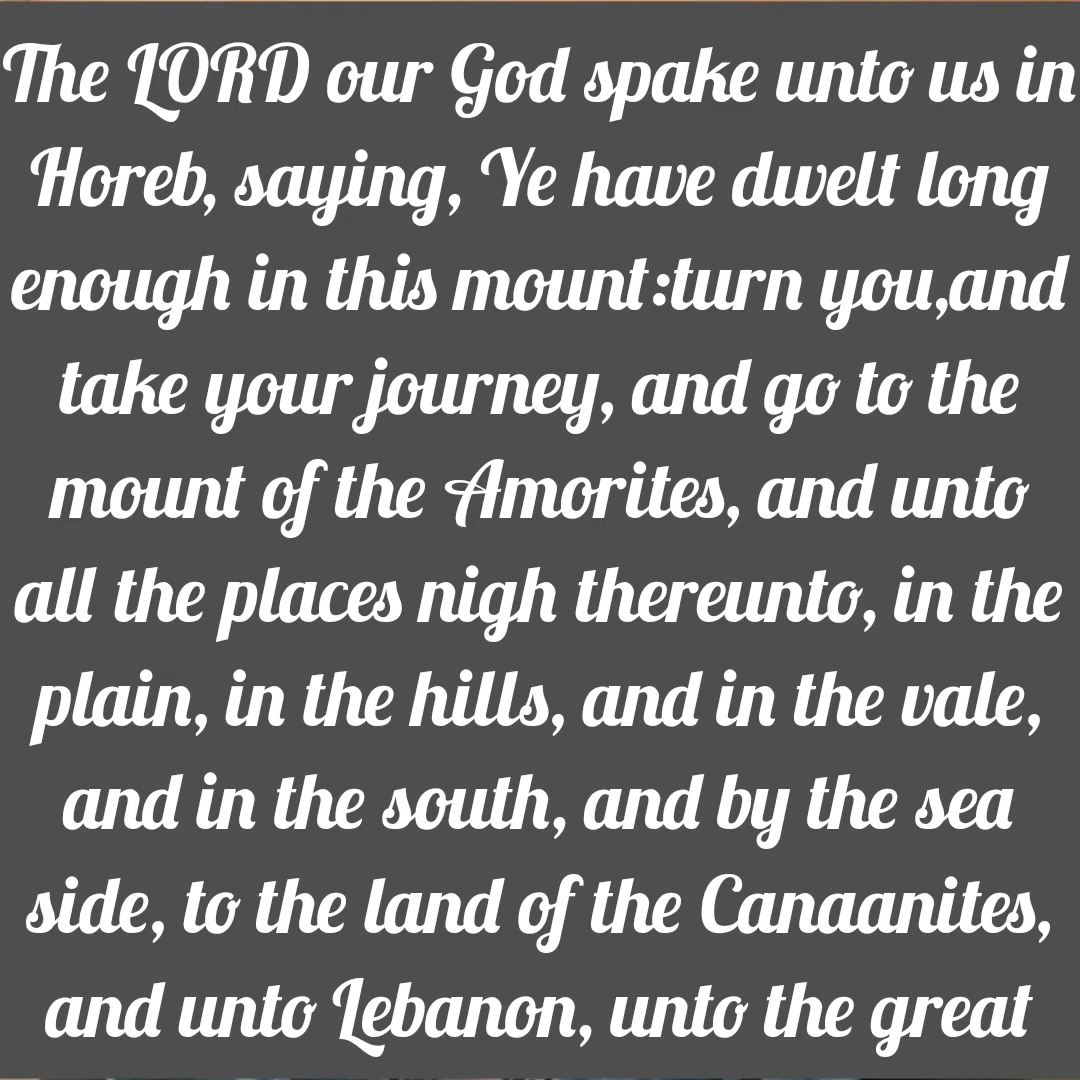 The LORD our God spake unto us in
Horeb, saying, Ye have dwelt long
enough in this mount:turn you,and
take your journey, and go to the
mount of the Amorites, and unto
all the places nigh thereunto, in the
plain, in the hills, and in the vale,
and in the south, and by the sea
side, to the land of the Canaanites,
and unto Lebanon, unto the great